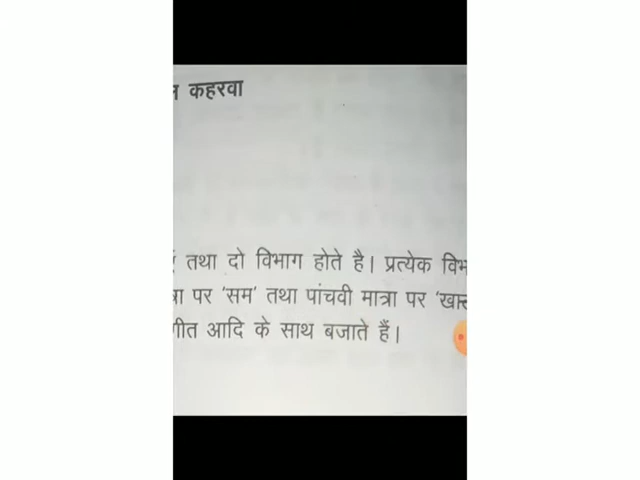 कहरवा
तथा दो विभाग होते है। प्रत्येक
पर 'सम' तथा पांचवी मात्रा पर
आदि के साथ बजाते हैं।